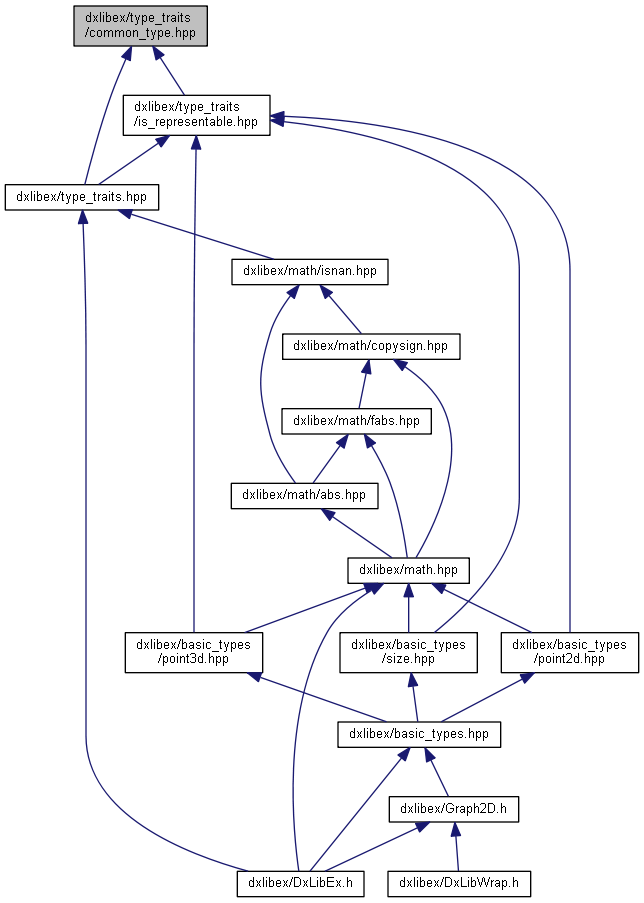 dxlibex/type_traits
/common_type.hpp
dxlibex/type_traits
/is_representable.hpp
dxlibex/type_traits.hpp
dxlibex/math/isnan.hpp
dxlibex/math/copysign.hpp
dxlibex/math/fabs.hpp
dxlibex/math/abs.hpp
dxlibex/math.hpp
dxlibex/basic_types
/point3d.hpp
dxlibex/basic_types
/size.hpp
dxlibex/basic_types
/point2d.hpp
dxlibex/basic_types.hpp
dxlibex/Graph2D.h
dxlibex/DxLibEx.h
dxlibex/DxLibWrap.h